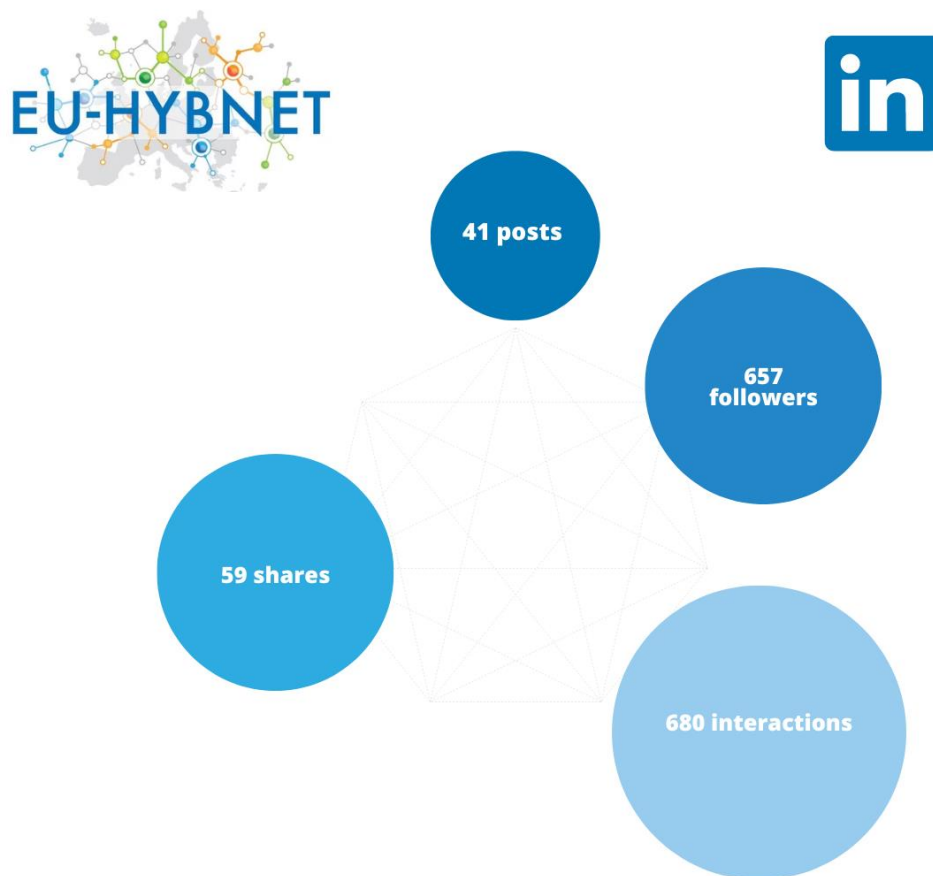 EU-HYBNET
in
41 posts
657
followers
59 shares
680 interactions